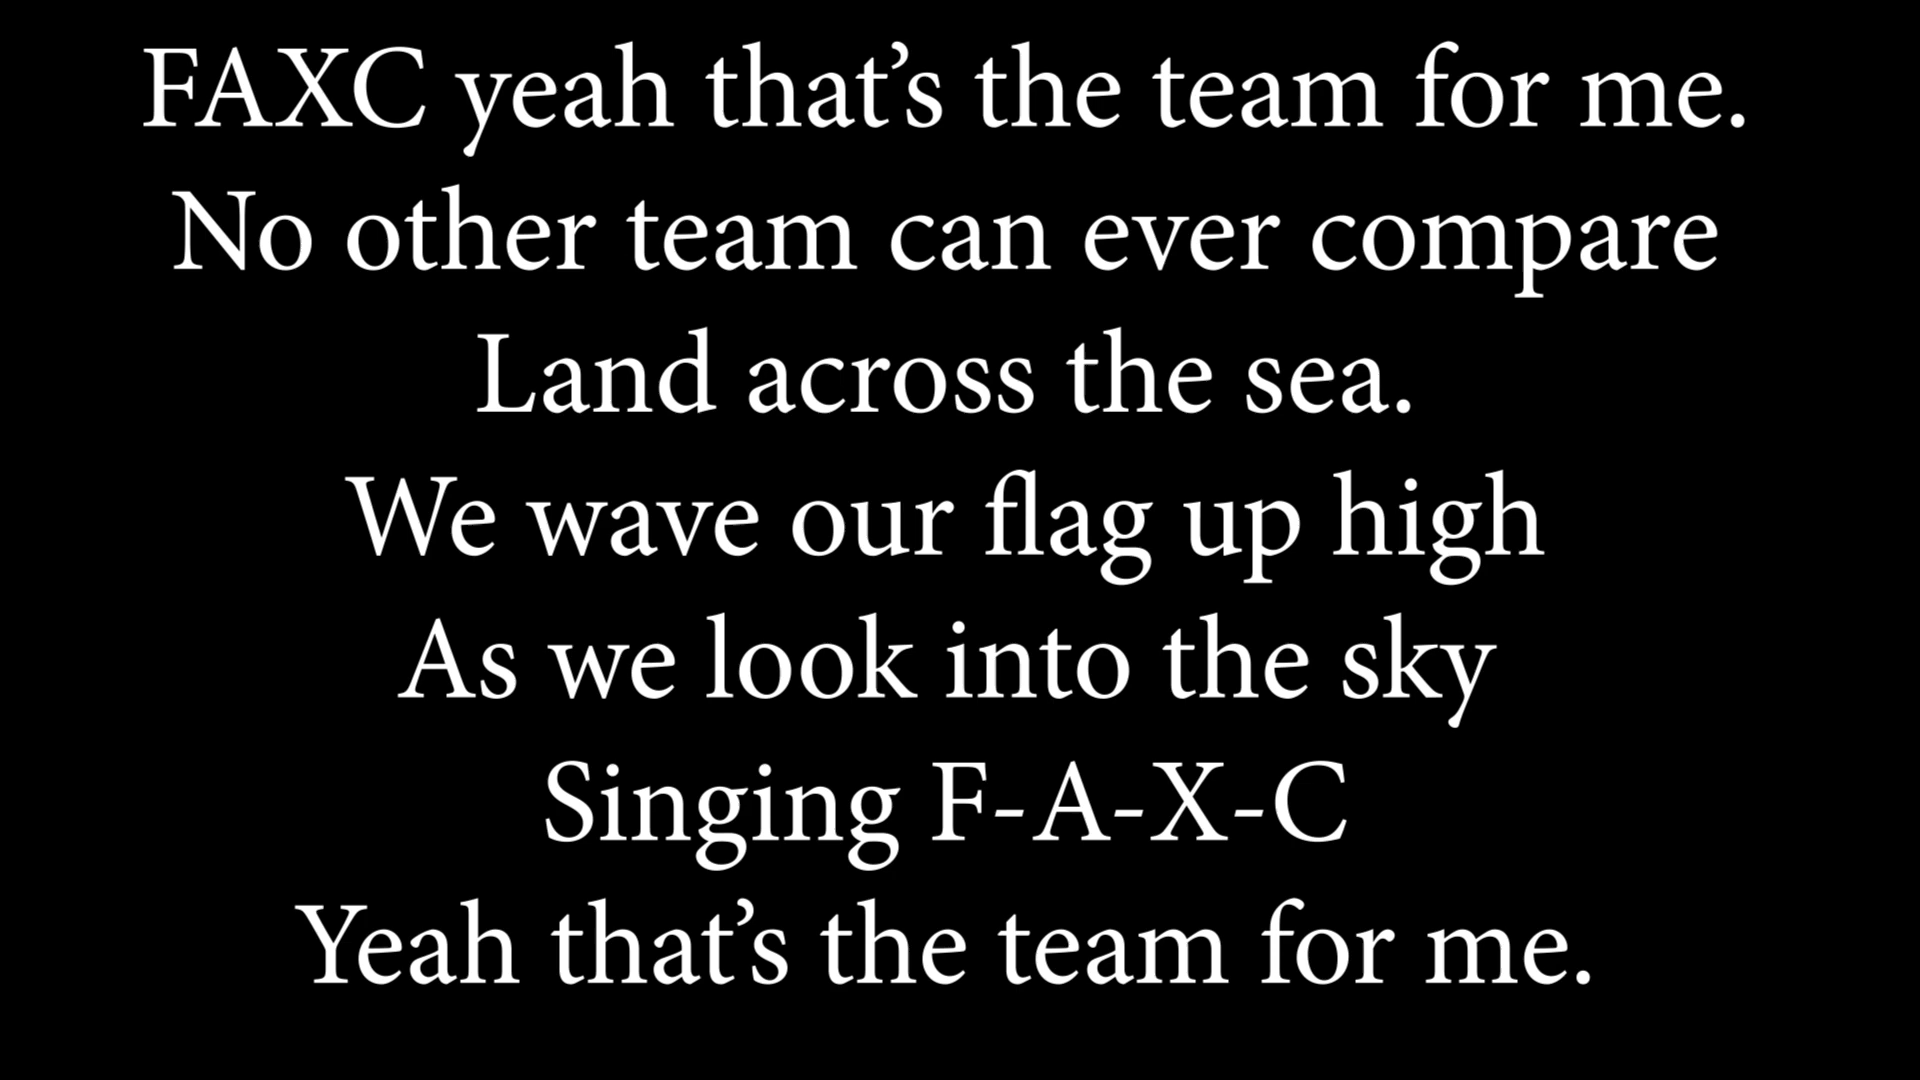 FAXC yeah that’s the team for me.
No other team can ever compare
Land across the sea.
We wave our flag up high
As we look into the sky
Singing F-A-X-C
Yeah that’s the team for me.